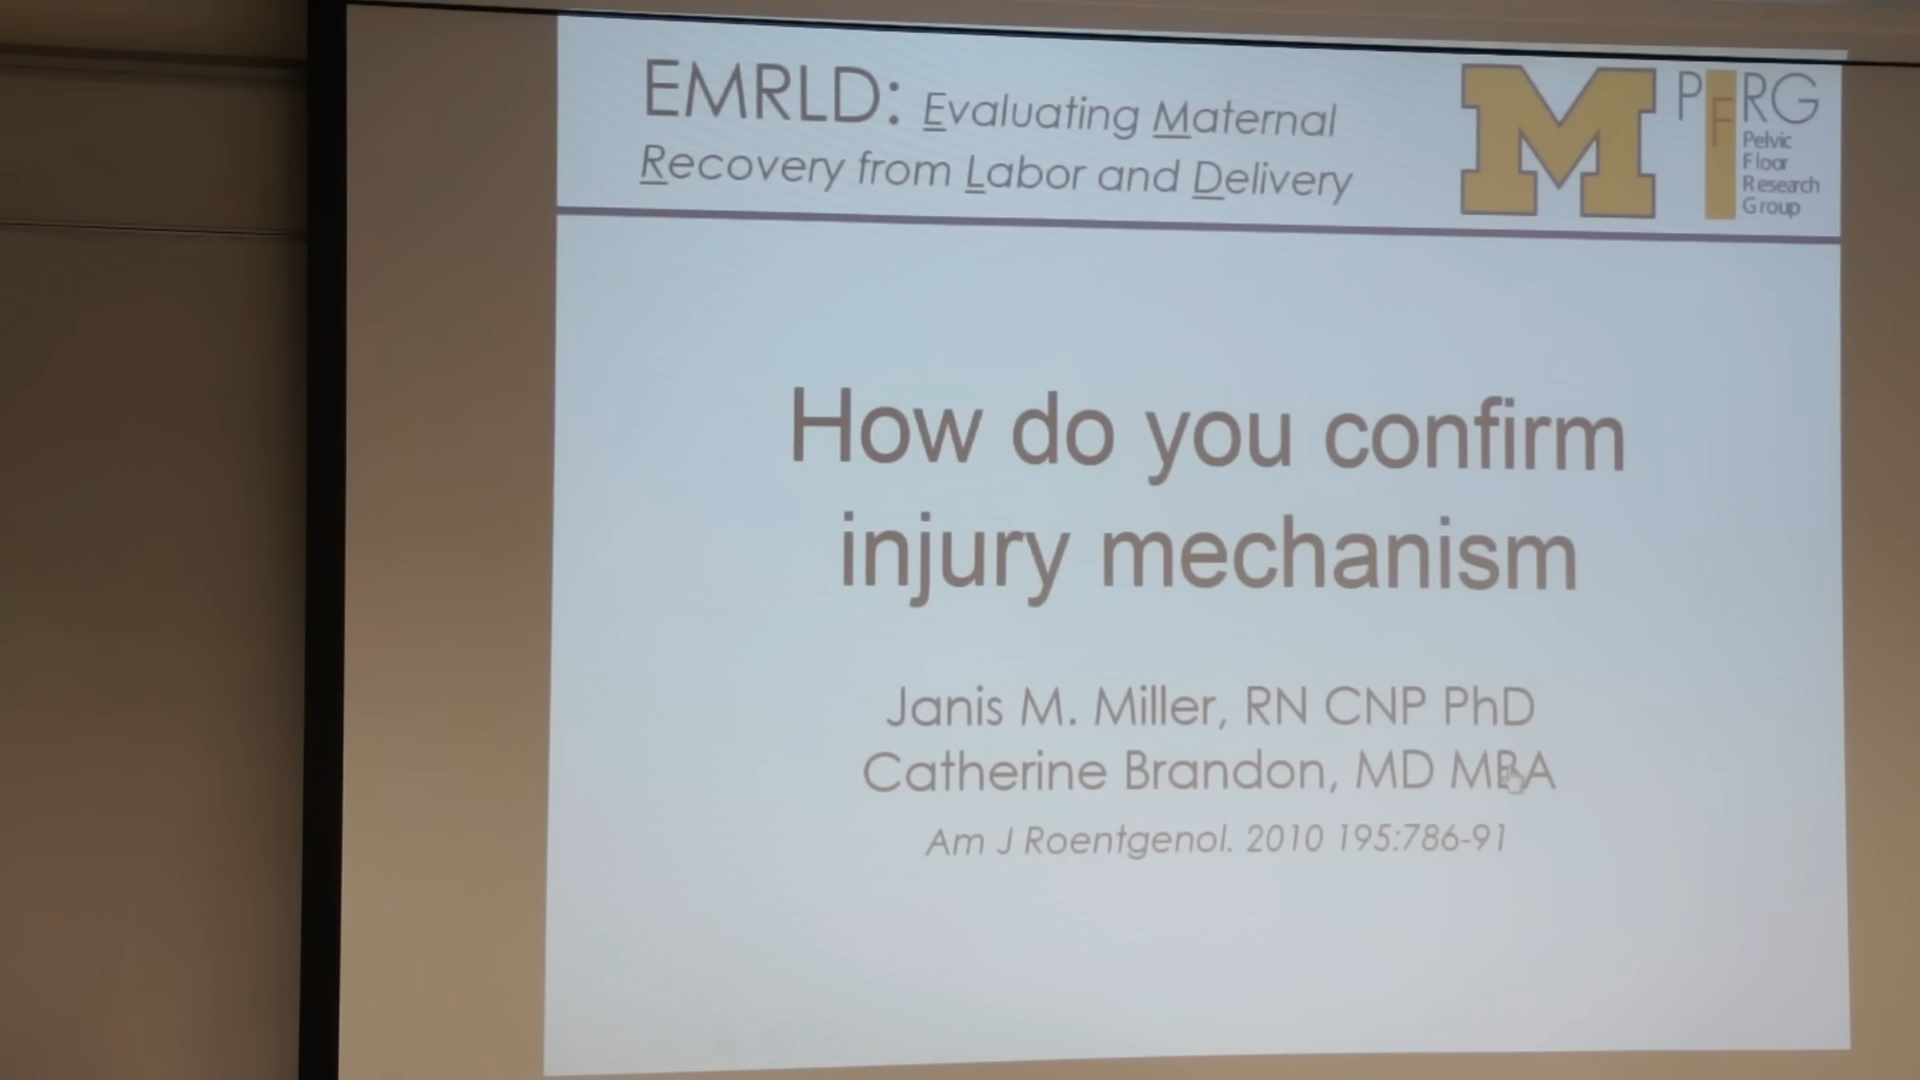 EMRLD: Evaluating Maternal
Recovery from Labor and Delivery
M
PFRG
Pelvic
Floor
Research
Group
How do you confirm
injury mechanism
Janis M. Miller, RN CNP PhD
Catherine Brandon, MD MBA
Am J Roentgenol. 2010 195:786-91